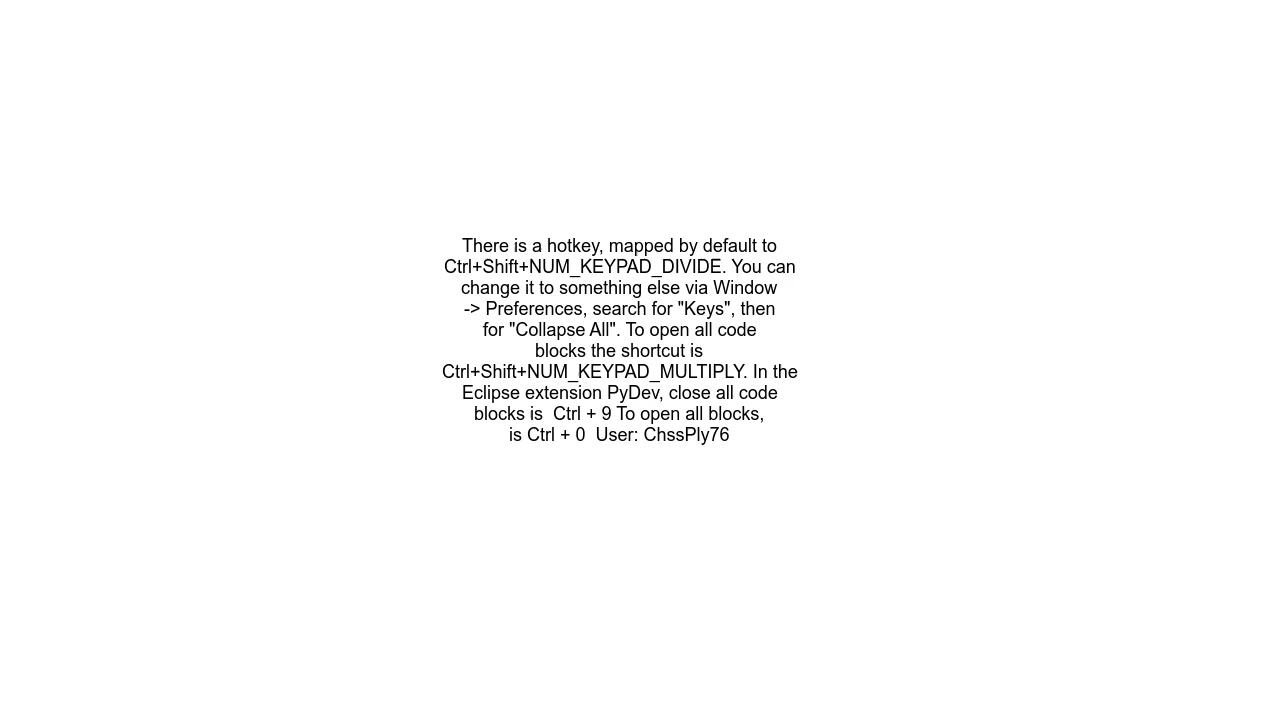 There is a hotkey, mapped by default to
Ctrl+Shift+NUM_KEYPAD_DIVIDE. You can
change it to something else via Window
-> Preferences, search for "Keys", then
for "Collapse All". To open all code
blocks the shortcut is
Ctrl+Shift+NUM_KEYPAD_MULTIPLY. In the
Eclipse extension PyDev, close all code
blocks is  Ctrl + 9 To open all blocks,
is Ctrl + 0  User: ChssPly76